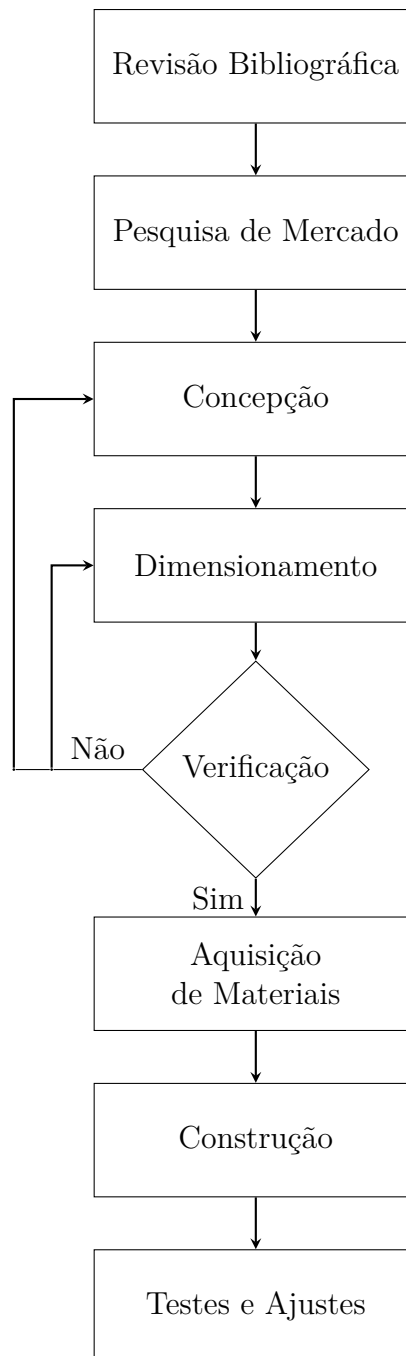 Revisão Bibliográfica
Pesquisa de Mercado
Concepção
Dimensionamento
Não
Verificação
Sim
Aquisição
de Materiais
Construção
Testes e Ajustes